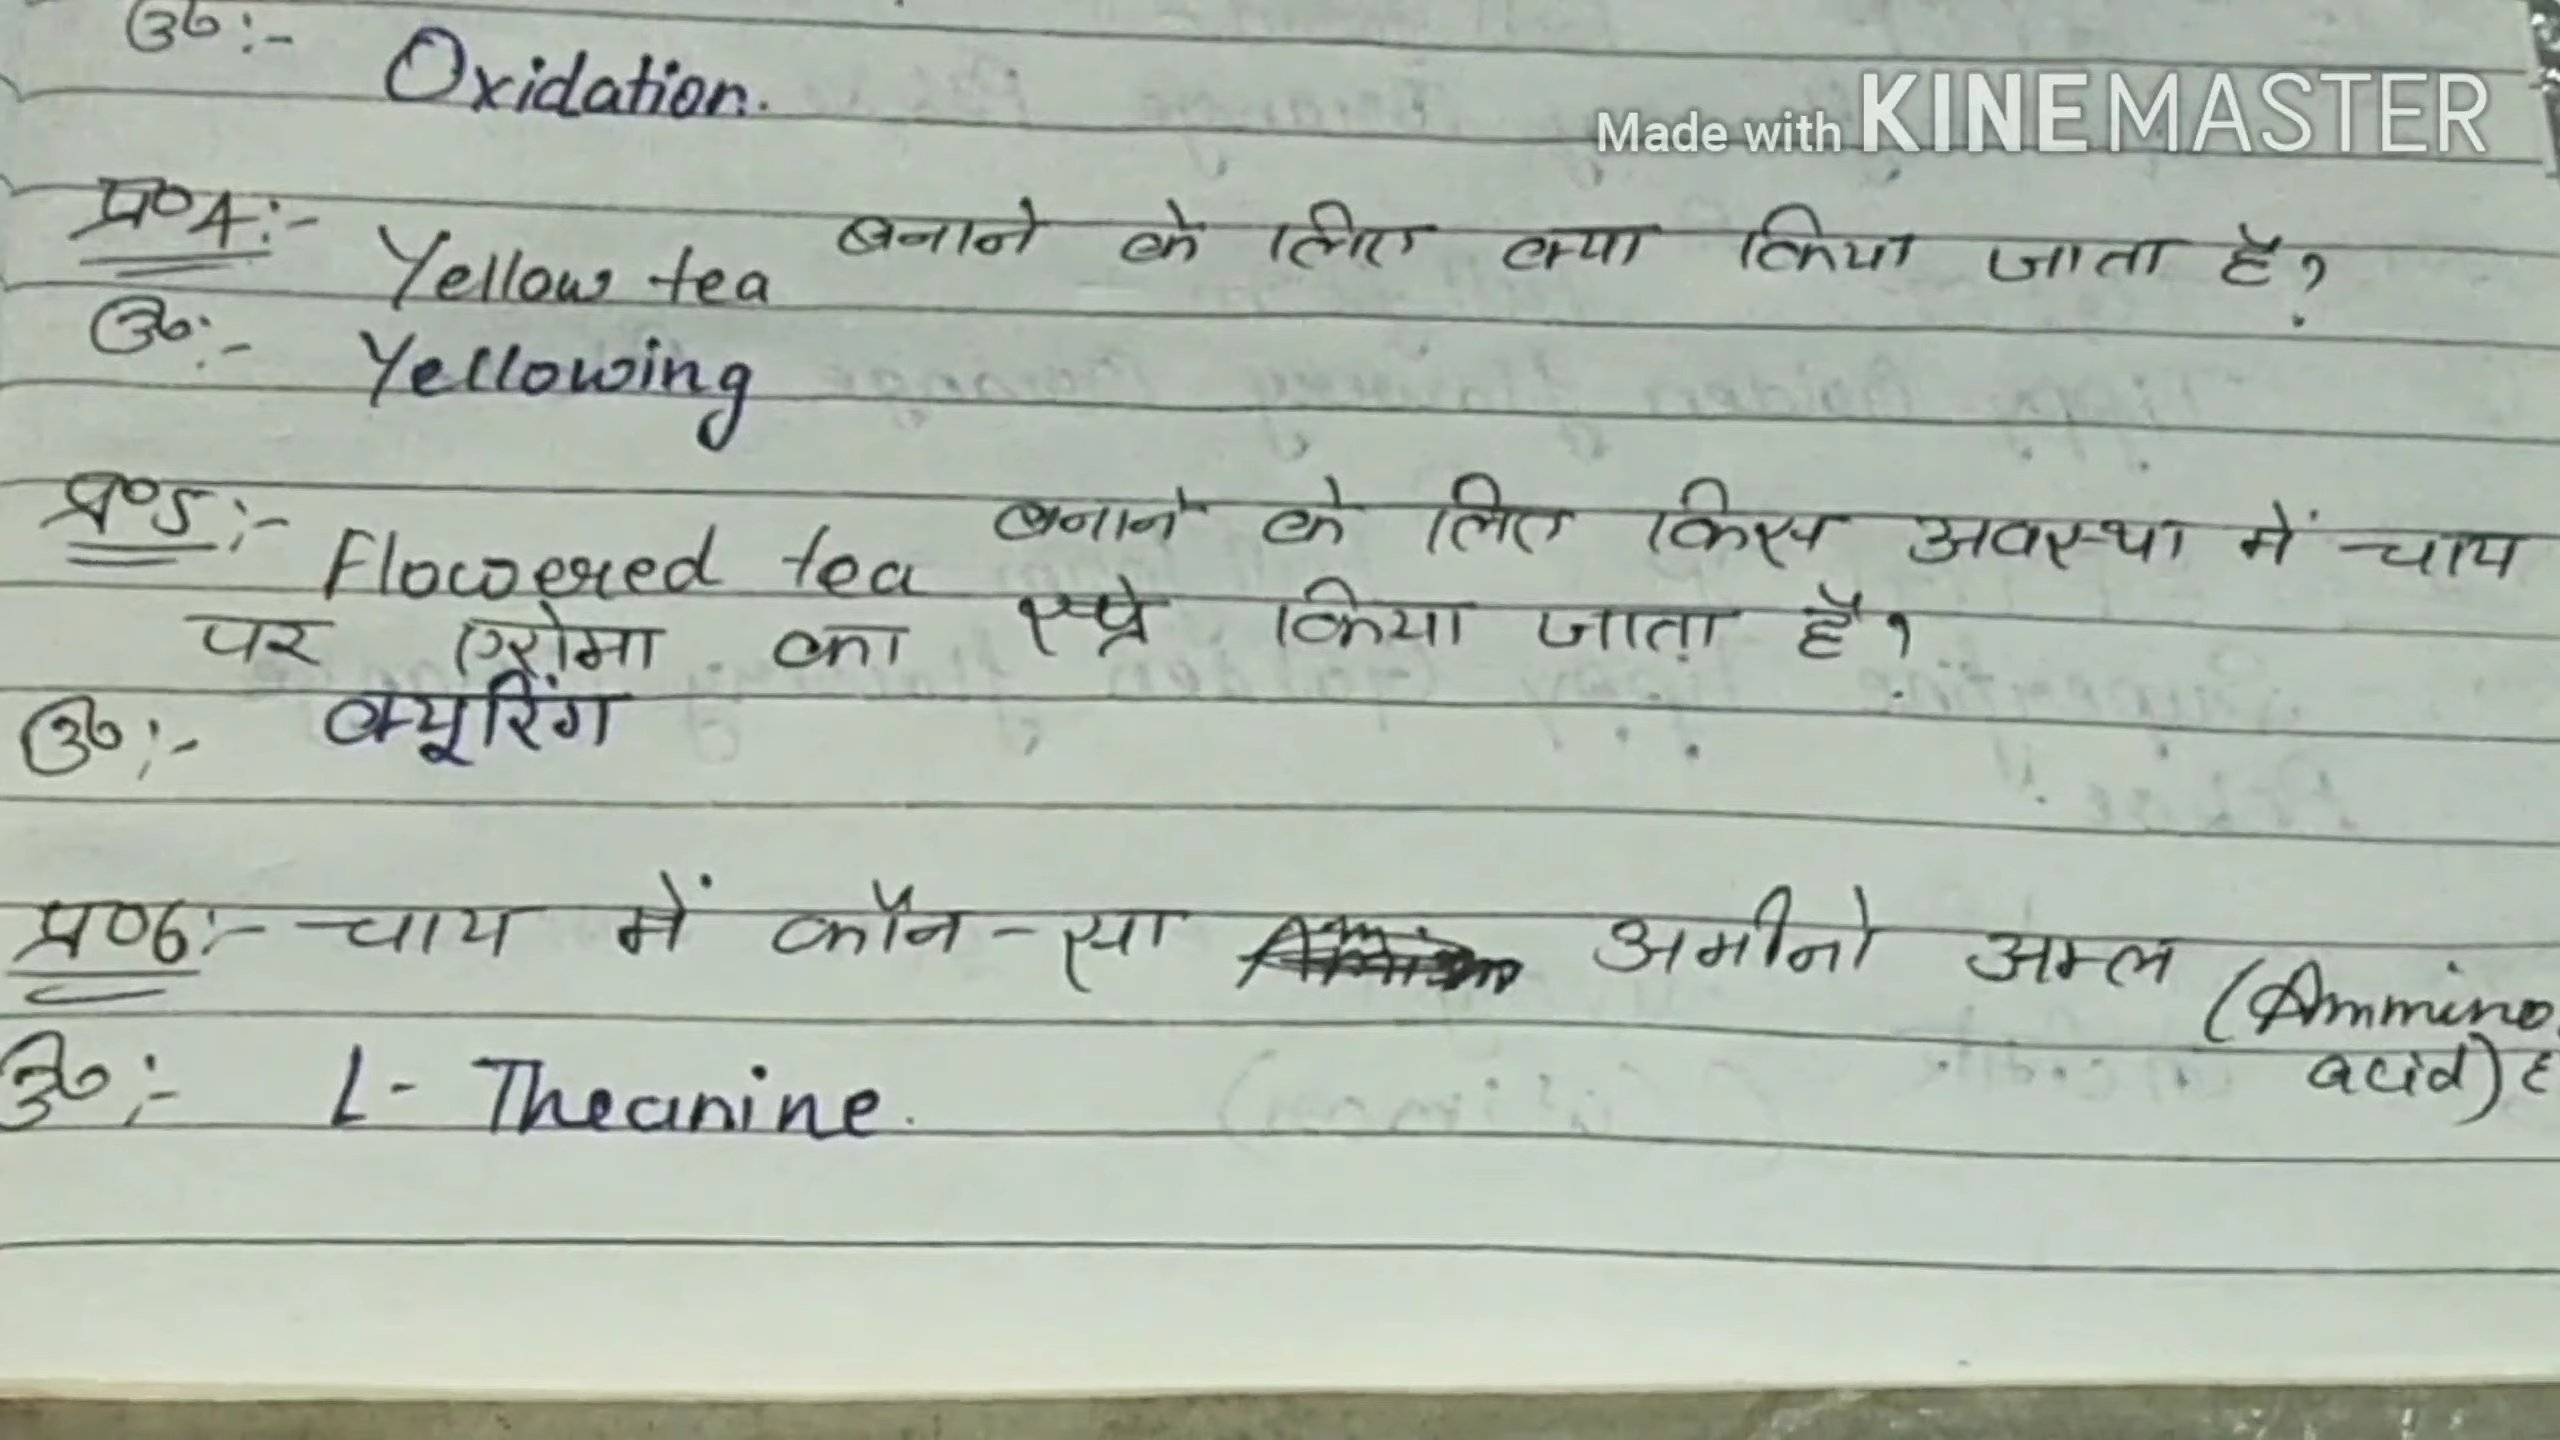 उ०:- Oxidation.
Made with KINEMASTER
प्र०4:- Yellow tea बनाने के लिए क्या किया जाता है?
उ०:- Yellowing
प्र०5:- Flowered tea बनाने के लिए किस अवस्था में चाय
पर एरोमा का स्प्रे किया जाता है?
उ०:- क्यूरिंग
प्र०6:- चाय में कौन-सा अमीनो अम्ल (Ammino
acid)
उ०:- L- Theanine.